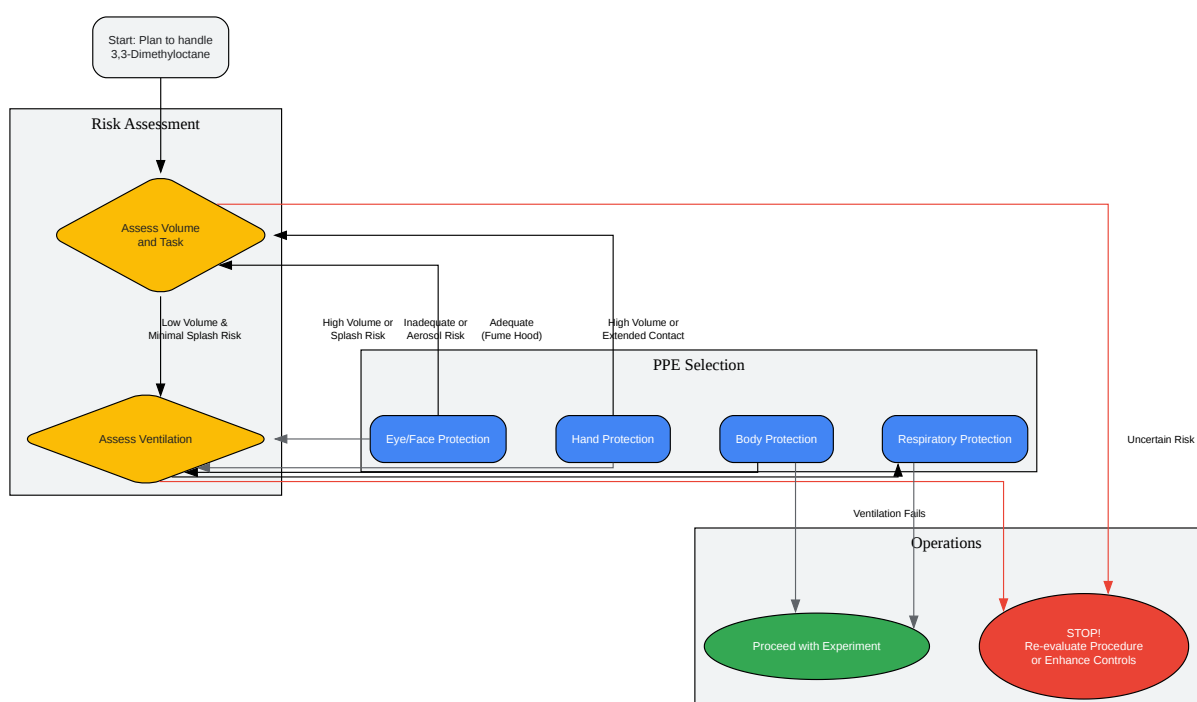 Start: Plan to handle
3,3-Dimethyloctane
Risk Assessment
Assess Volume
and Task
Low Volume &
Minimal Splash Risk
High Volume or
Splash Risk
Inadequate or
Aerosol Risk
Adequate
(Fume Hood)
High Volume or
Extended Contact
PPE Selection
Assess Ventilation
Eye/Face Protection
Hand Protection
Body Protection
Respiratory Protection
Uncertain Risk
Ventilation Fails
Operations
Proceed with Experiment
STOP!
Re-evaluate Procedure
or Enhance Controls